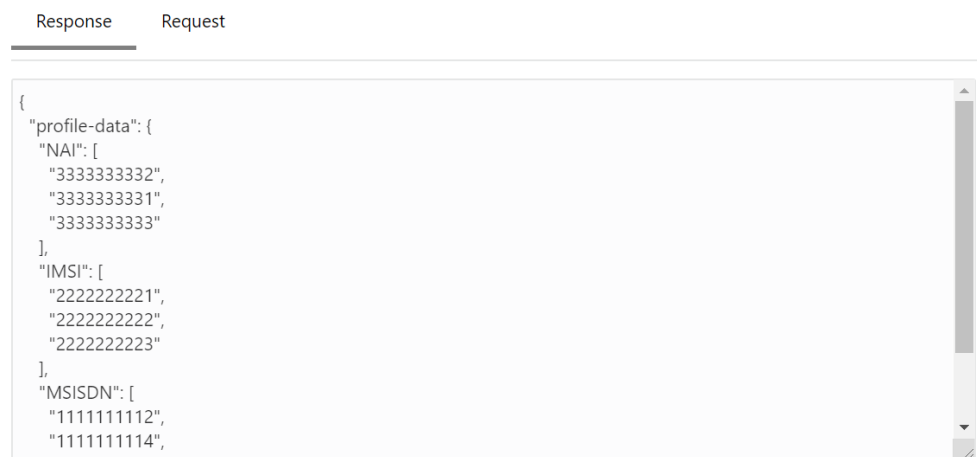 Response Request
{
"profile-data": {
"NAI": [
"3333333332",
"3333333331",
"3333333333"
],
"IMSI": [
"2222222221",
"2222222222",
"2222222223"
],
"MSISDN": [
"1111111112",
"1111111114",